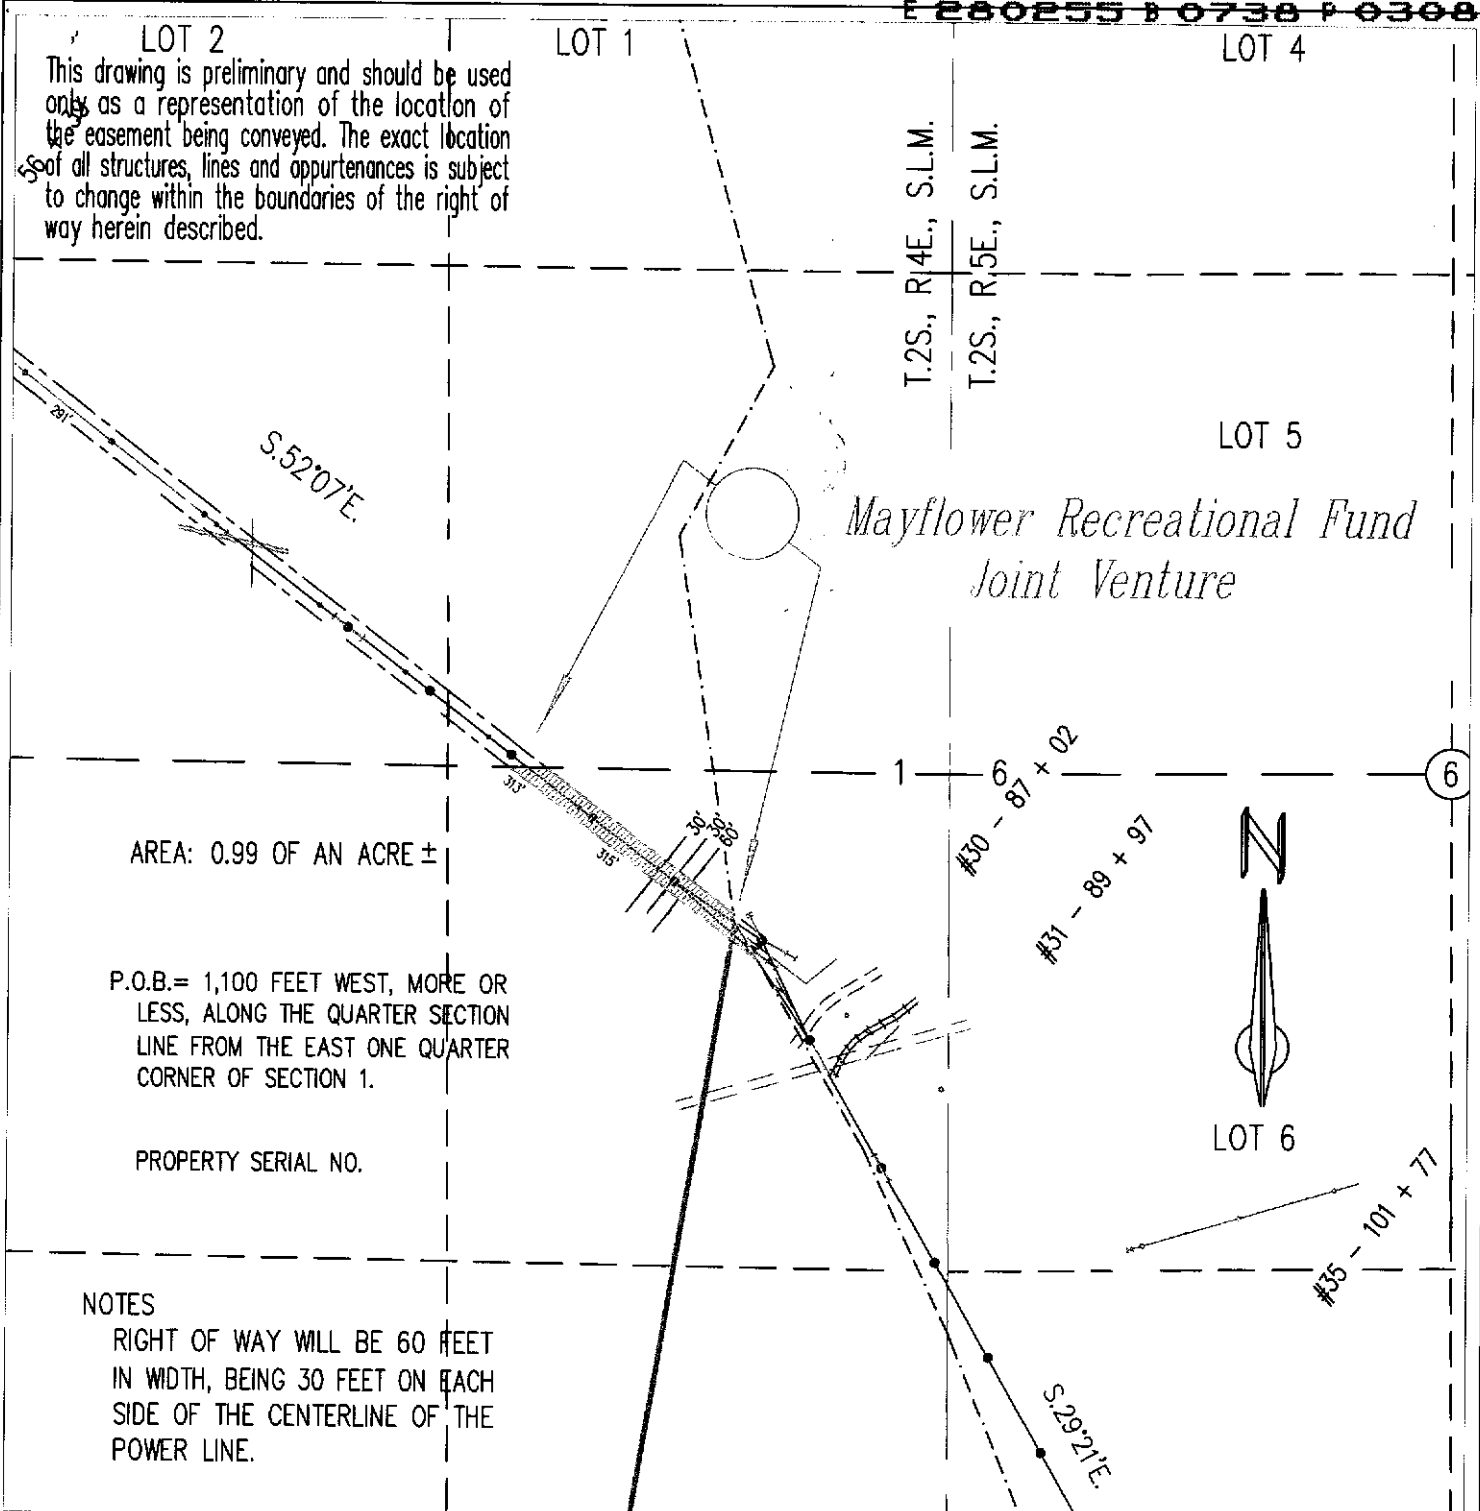 E 280255 B 0738 P 0308
LOT 2
LOT 1
LOT 4
This drawing is preliminary and should be used
only as a representation of the location of
the easement being conveyed. The exact location
of all structures, lines and appurtenances is subject
to change within the boundaries of the right of
way herein described.
T.2S., R.4E., S.L.M.
T.2S., R.5E., S.L.M.
291'
S.52°07'E.
LOT 5
Mayflower Recreational Fund
Joint Venture
1
6
6
313'
315'
30'
30'
60'
#30 - 87 + 02
#31 - 89 + 97
N
AREA: 0.99 OF AN ACRE ±
P.O.B.= 1,100 FEET WEST, MORE OR
LESS, ALONG THE QUARTER SECTION
LINE FROM THE EAST ONE QUARTER
CORNER OF SECTION 1.
PROPERTY SERIAL NO.
LOT 6
#35 - 101 + 77
NOTES
RIGHT OF WAY WILL BE 60 FEET
IN WIDTH, BEING 30 FEET ON EACH
SIDE OF THE CENTERLINE OF THE
POWER LINE.
S.29°21'E.